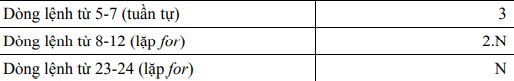 Dòng lệnh từ 5-7 (tuần tự) 3
Dòng lệnh từ 8-12 (lặp for) 2.N
Dòng lệnh từ 23-24 (lặp for) N